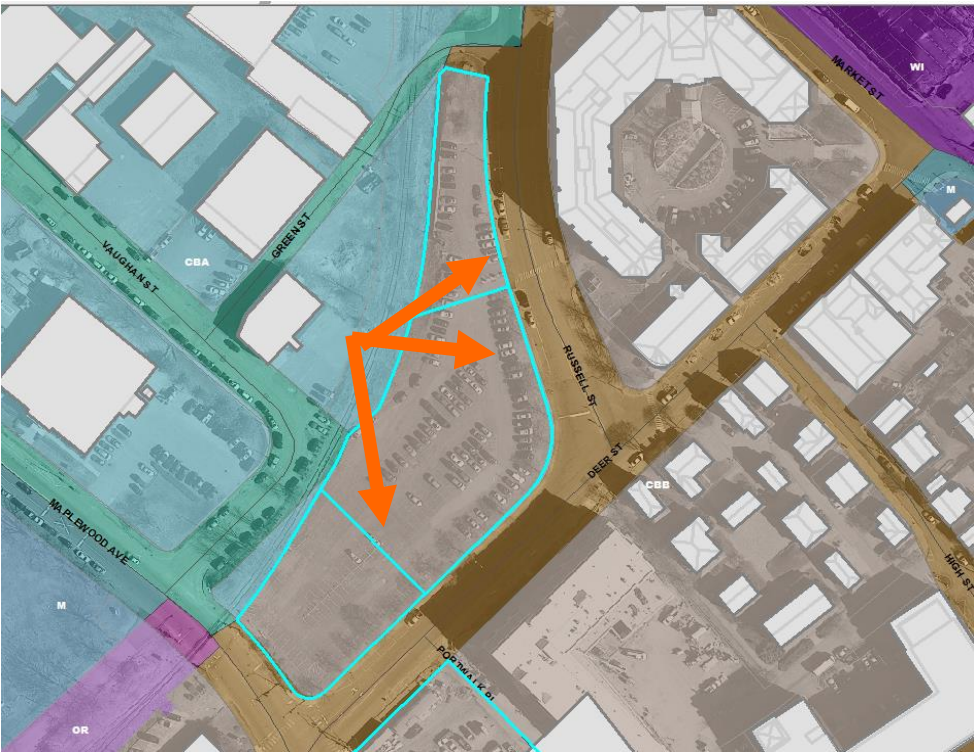 MARKET ST
WI
M
GREEN ST
VAUGHAN ST
CBA
RUSSELL ST
DEER ST
CBB
MAPLEWOOD AVE
HIGH ST
M
PORTWALK PL
OR